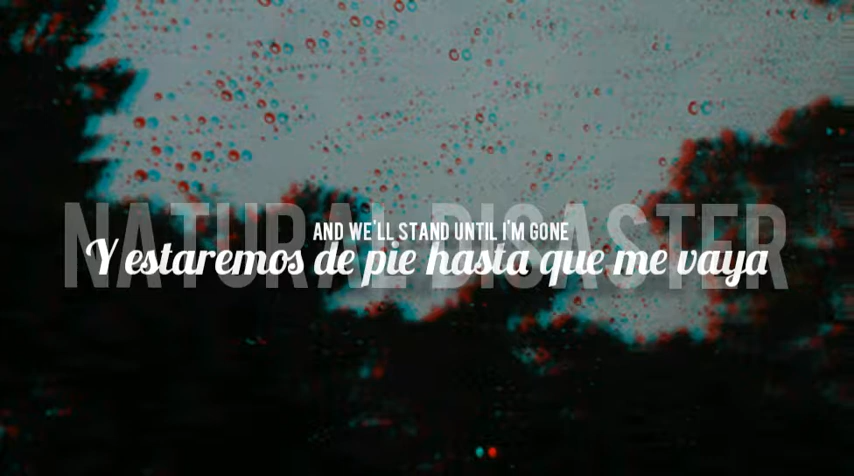 NATURAL DISASTER
AND WE'LL STAND UNTIL I'M GONE
Y estaremos de pie hasta que me vaya